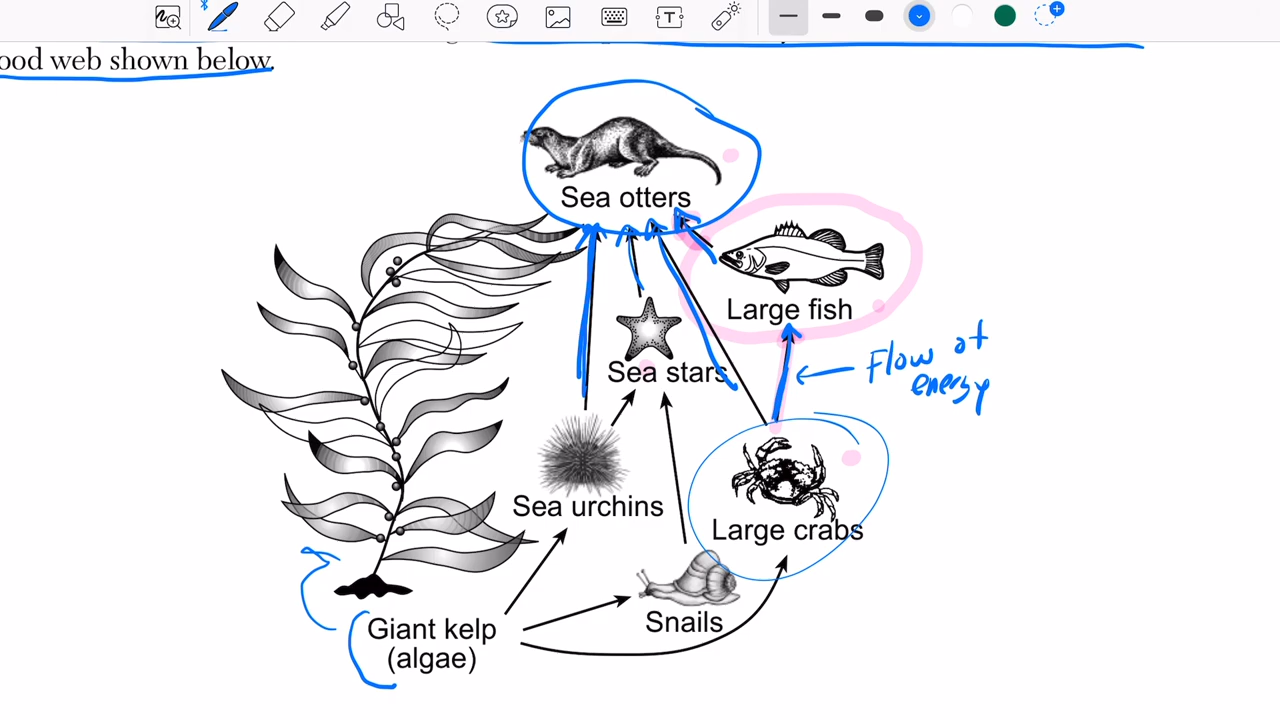 ood web shown below.
Sea otters
Large fish
Flow of
energy
Sea stars
Sea urchins
Large crabs
Snails
Giant kelp
(algae)